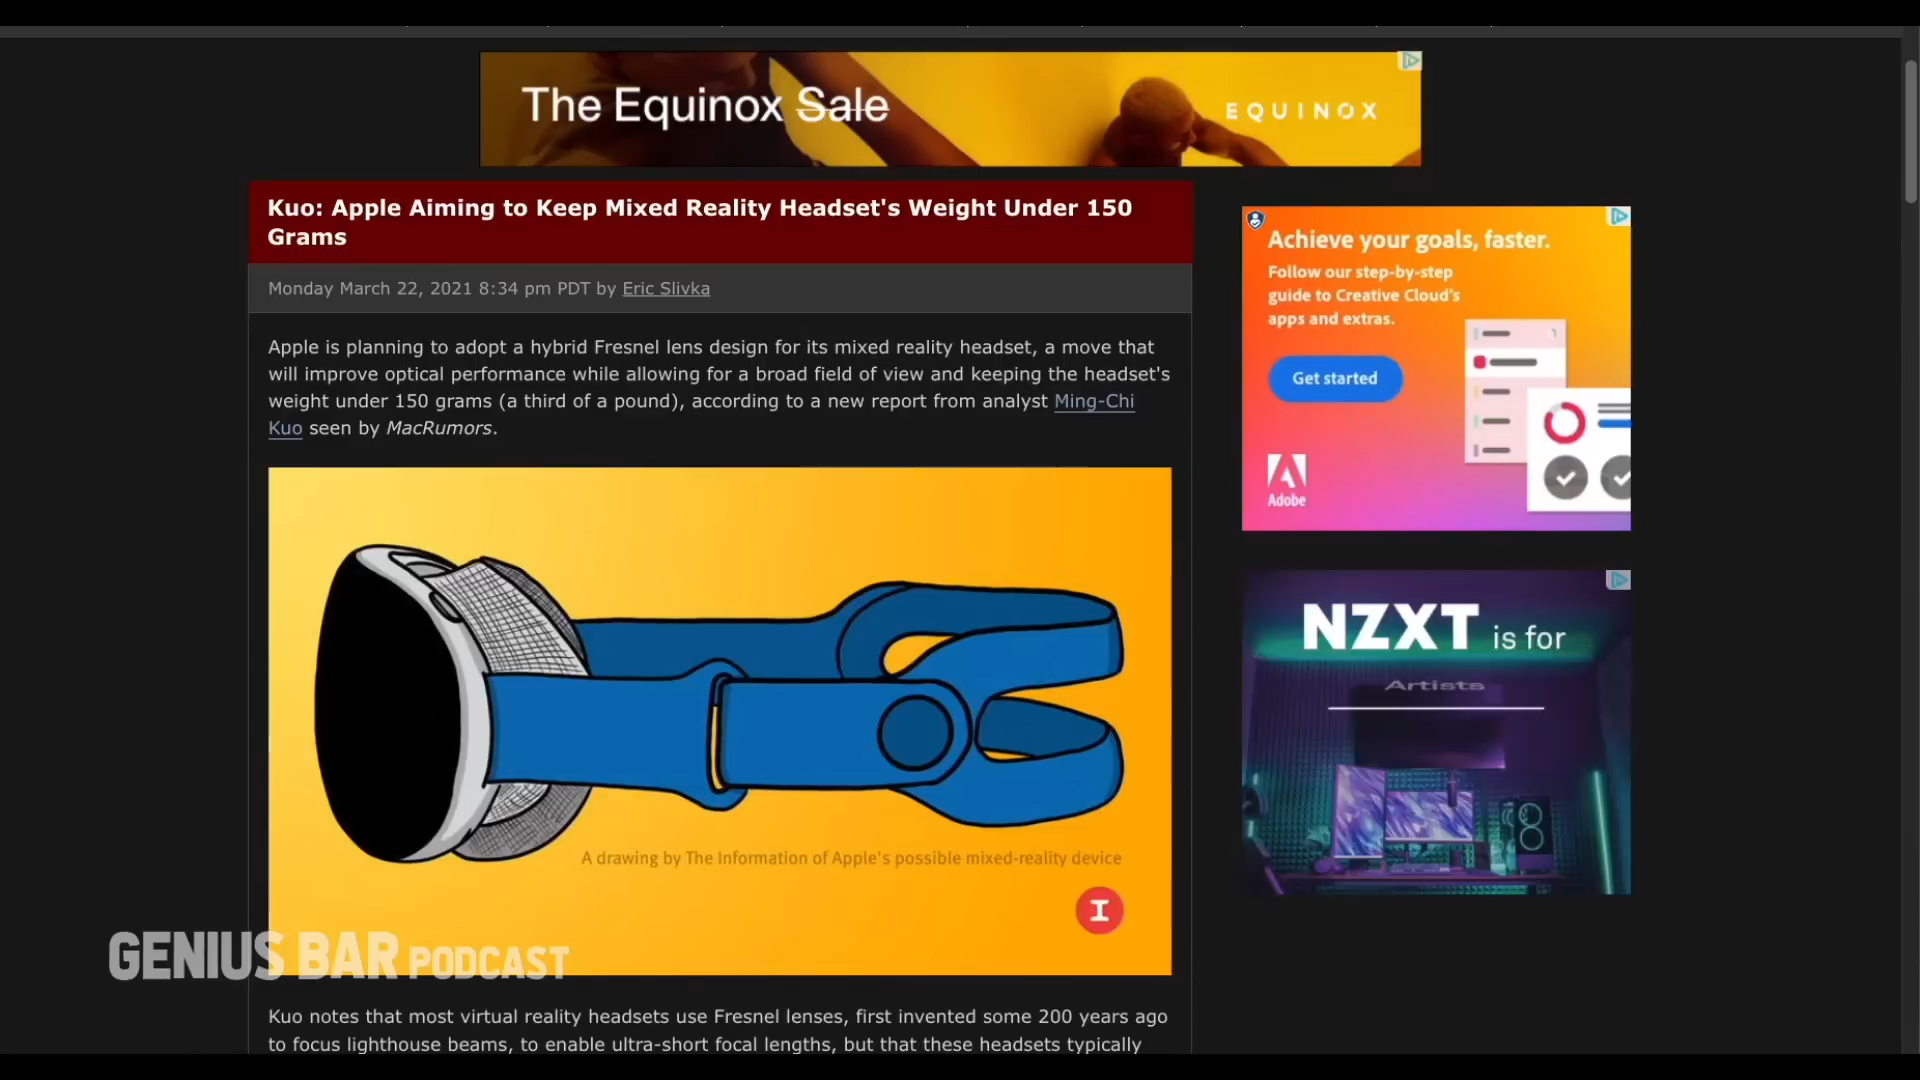 The Equinox Sale
EQUINOX
Kuo: Apple Aiming to Keep Mixed Reality Headset's Weight Under 150
Grams
Monday March 22, 2021 8:34 pm PDT by Eric Slivka
Apple is planning to adopt a hybrid Fresnel lens design for its mixed reality headset, a move that
will improve optical performance while allowing for a broad field of view and keeping the headset's
weight under 150 grams (a third of a pound), according to a new report from analyst Ming-Chi
Kuo seen by MacRumors.
A drawing by The Information of Apple's possible mixed-reality device
I
GENIUS BAR PODCAST
Kuo notes that most virtual reality headsets use Fresnel lenses, first invented some 200 years ago
to focus lighthouse beams, to enable ultra-short focal lengths, but that these headsets typically
Achieve your goals, faster.
Follow our step-by-step
guide to Creative Cloud's
apps and extras.
Get started
Adobe
NZXT is for
Artists